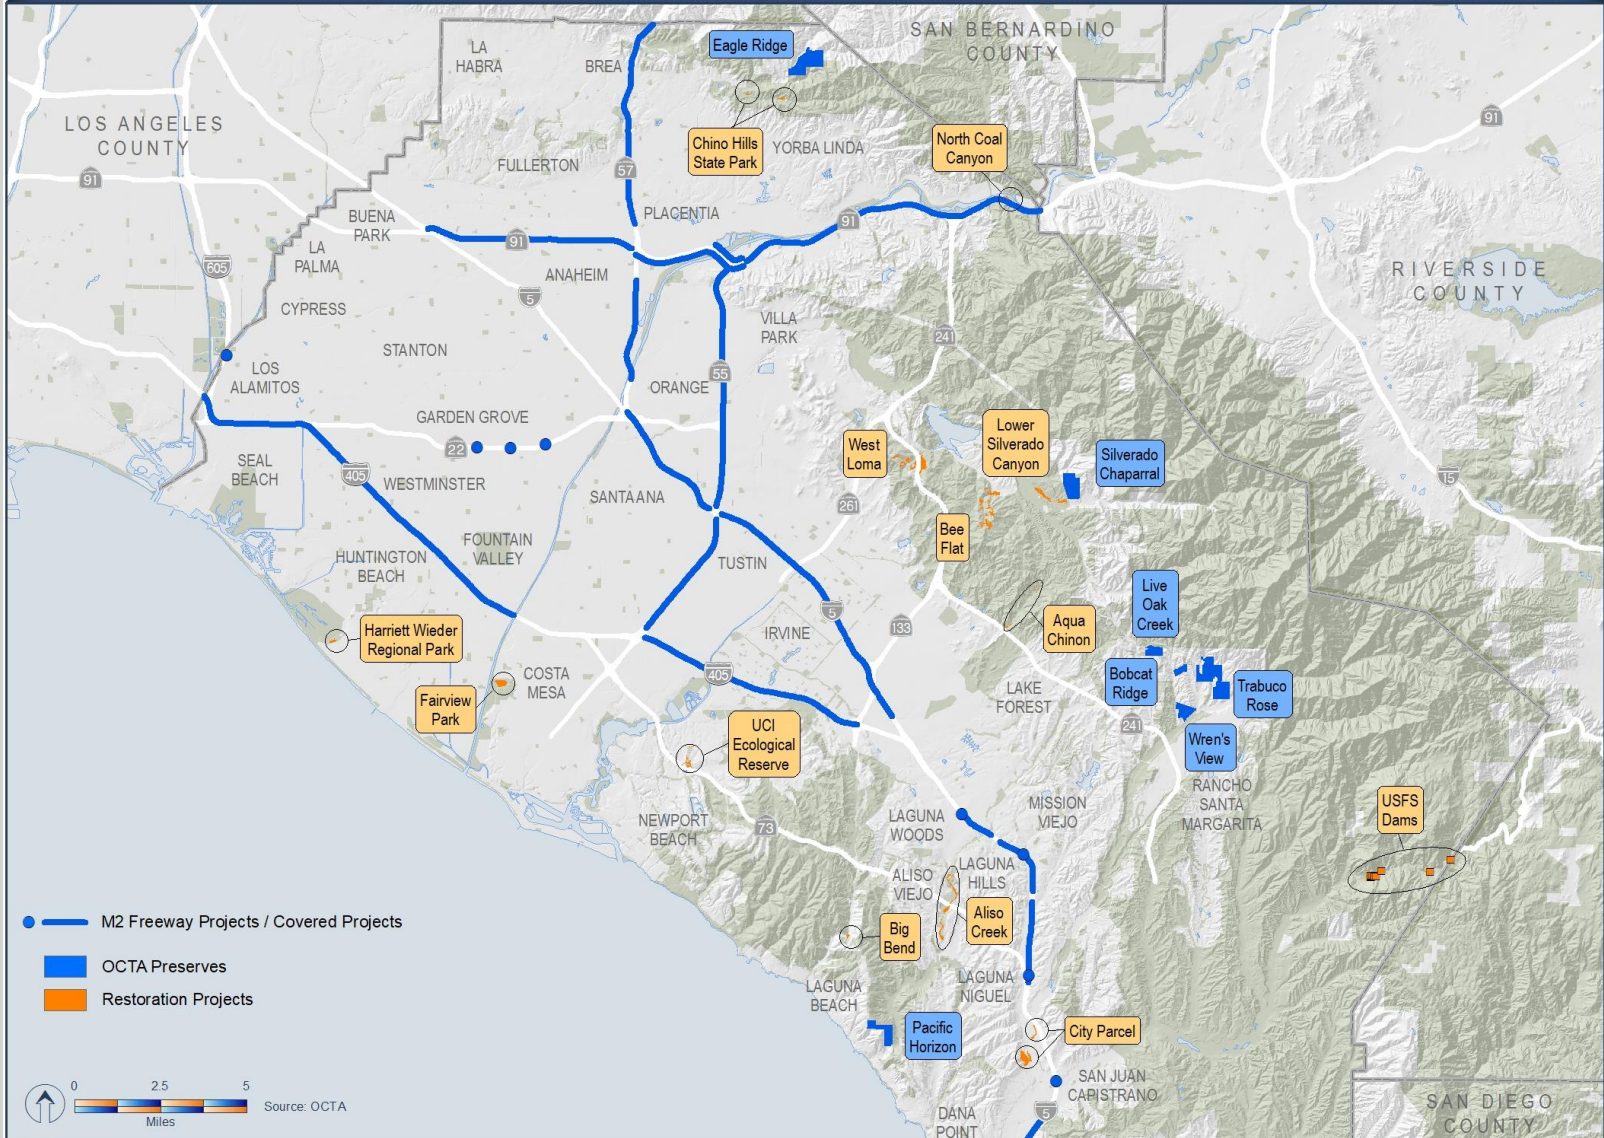 SAN BERNARDINO
COUNTY
LA
HABRA
BREA
Eagle Ridge
LOS ANGELES
COUNTY
91
Chino Hills
State Park
YORBA LINDA
North Coal
Canyon
91
FULLERTON
57
91
BUENA
PARK
PLACENTIA
91
91
LA
PALMA
605
ANAHEIM
5
CYPRESS
RIVERSIDE
COUNTY
VILLA
PARK
241
STANTON
LOS
ALAMITOS
ORANGE
55
GARDEN GROVE
22
West
Loma
Lower
Silverado
Canyon
Silverado
Chaparral
SEAL
BEACH
405
WESTMINSTER
SANTA ANA
261
15
Bee
Flat
FOUNTAIN
VALLEY
HUNTINGTON
BEACH
TUSTIN
Live
Oak
Creek
5
133
IRVINE
Aqua
Chinon
Harriett Wieder
Regional Park
405
COSTA
MESA
LAKE
FOREST
Bobcat
Ridge
Trabuco
Rose
Fairview
Park
241
UCI
Ecological
Reserve
Wren's
View
RANCHO
SANTA
MARGARITA
USFS
Dams
MISSION
VIEJO
LAGUNA
WOODS
NEWPORT
BEACH
73
LAGUNA
HILLS
ALISO
VIEJO
Aliso
Creek
Big
Bend
M2 Freeway Projects / Covered Projects
OCTA Preserves
Restoration Projects
LAGUNA
NIGUEL
LAGUNA
BEACH
Pacific
Horizon
City Parcel
SAN JUAN
CAPISTRANO
5
DANA
POINT
SAN DIEGO
COUNTY
0 2.5 5
Miles
Source: OCTA